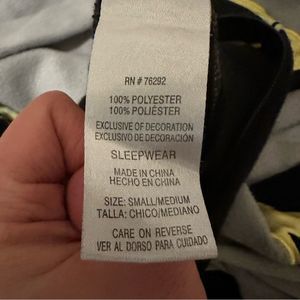 RN # 76292
100% POLYESTER
100% POLIÉSTER
EXCLUSIVE OF DECORATION
EXCLUSIVO DE DECORACIÓN
SLEEPWEAR
MADE IN CHINA
HECHO EN CHINA
SIZE: SMALL/MEDIUM
TALLA: CHICO/MEDIANO
CARE ON REVERSE
VER AL DORSO PARA CUIDADO